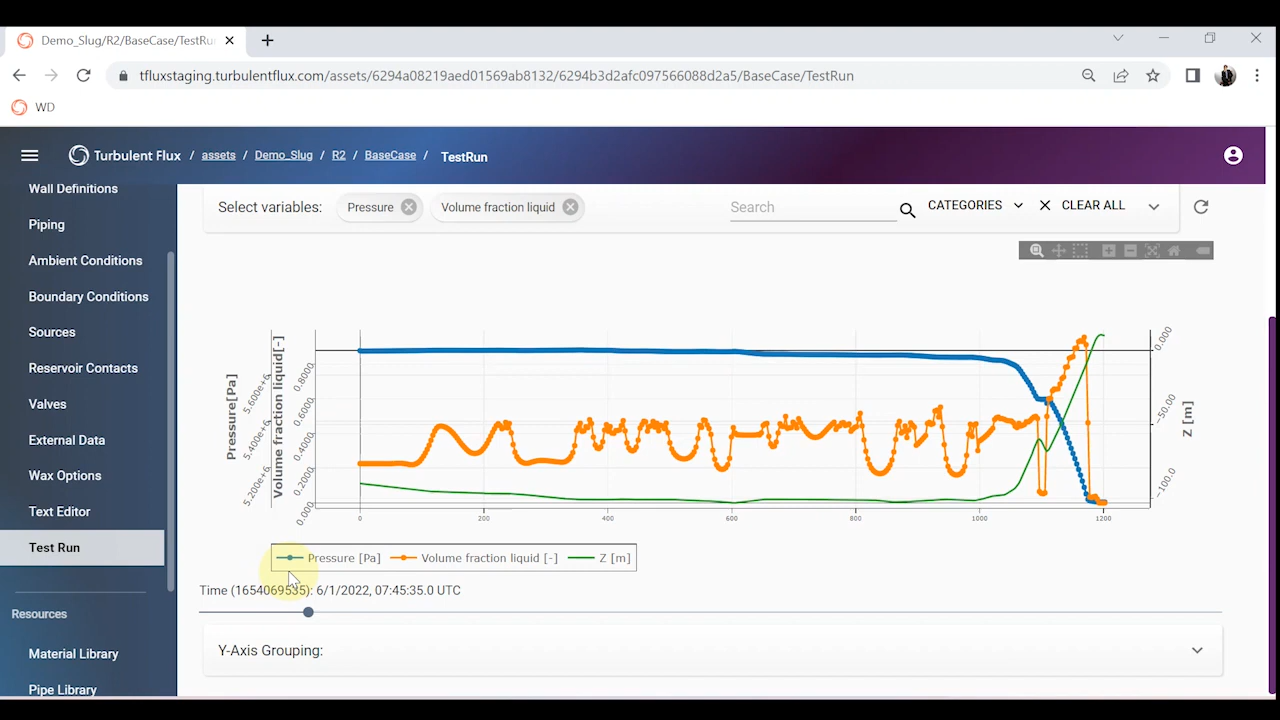 Demo_Slug/R2/BaseCase/TestRu
tfluxstaging.turbulentflux.com/assets/6294a08219aed01569ab8132/6294b3d2afc097566088d2a5/BaseCase/TestRun
WD
Turbulent Flux / assets / Demo_Slug / R2 / BaseCase / TestRun
Wall Definitions
Piping
Ambient Conditions
Boundary Conditions
Sources
Reservoir Contacts
Valves
External Data
Wax Options
Text Editor
Test Run
Resources
Material Library
Pipe Library
Select variables: Pressure Volume fraction liquid Search CATEGORIES CLEAR ALL
Pressure[Pa]
5.600e+6
5.400e+6
5.200e+6
Volume fraction liquid[-]
0.8000
0.6000
0.4000
0.2000
0.000
0.000
-50.00
-100.0
Z [m]
0 200 400 600 800 1000 1200
Pressure [Pa] Volume fraction liquid [-] Z [m]
Time (1654069535): 6/1/2022, 07:45:35.0 UTC
Y-Axis Grouping: